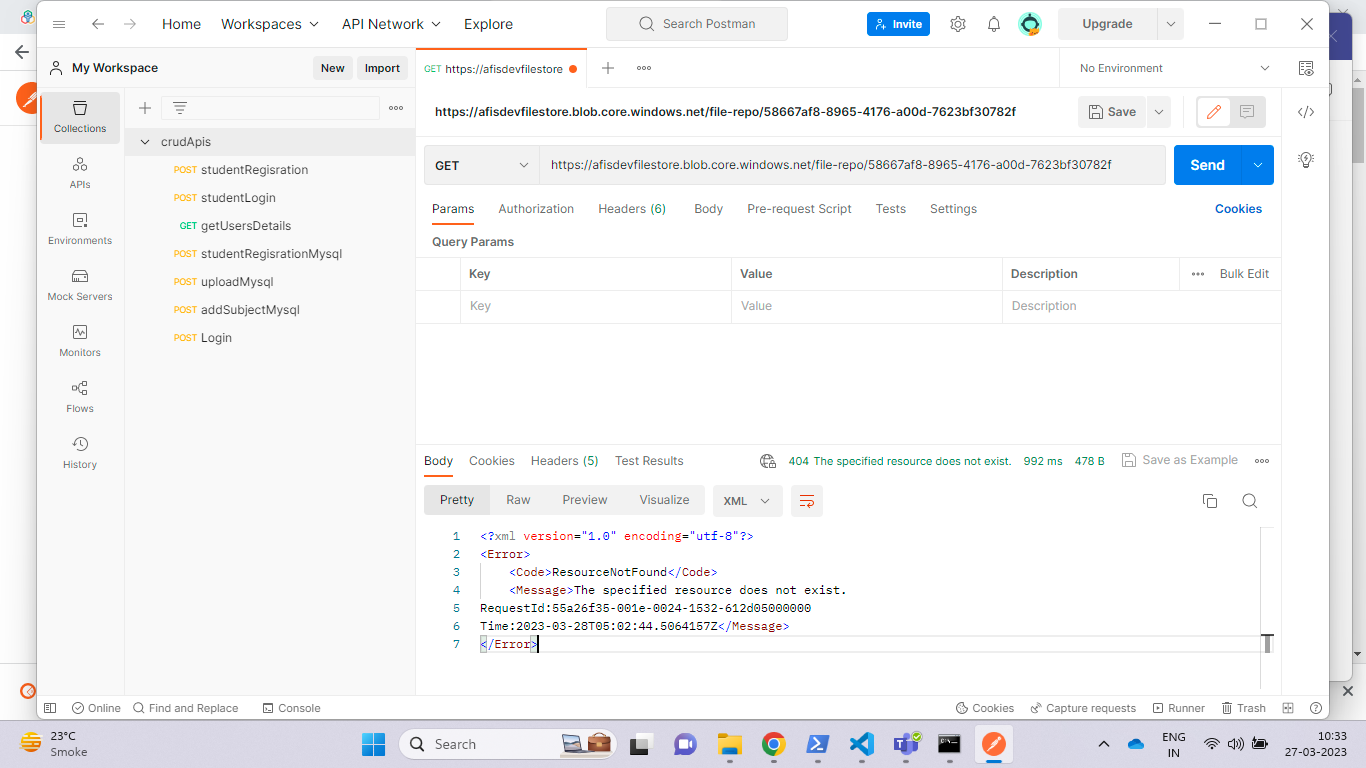 Home
Workspaces
API Network
Explore
Search Postman
Invite
Upgrade
My Workspace
New
Import
GET https://afisdevfilestore
No Environment
Collections
APIs
Environments
Mock Servers
Monitors
Flows
History
crudApis
POST studentRegisration
POST studentLogin
GET getUsersDetails
POST studentRegisrationMysql
POST uploadMysql
POST addSubjectMysql
POST Login
https://afisdevfilestore.blob.core.windows.net/file-repo/58667af8-8965-4176-a00d-7623bf30782f
Save
GET
https://afisdevfilestore.blob.core.windows.net/file-repo/58667af8-8965-4176-a00d-7623bf30782f
Send
Params
Authorization
Headers (6)
Body
Pre-request Script
Tests
Settings
Cookies
Query Params
Key
Value
Description
Bulk Edit
Key
Value
Description
Body
Cookies
Headers (5)
Test Results
404 The specified resource does not exist.
992 ms
478 B
Save as Example
Pretty
Raw
Preview
Visualize
XML
1 <?xml version="1.0" encoding="utf-8"?>
2 <Error>
3 <Code>ResourceNotFound</Code>
4 <Message>The specified resource does not exist.
5 RequestId:55a26f35-001e-0024-1532-612d05000000
6 Time:2023-03-28T05:02:44.5064157Z</Message>
7 </Error>
Online
Find and Replace
Console
Cookies
Capture requests
Runner
Trash
23°C
Smoke
Search
ENG
IN
10:33
27-03-2023